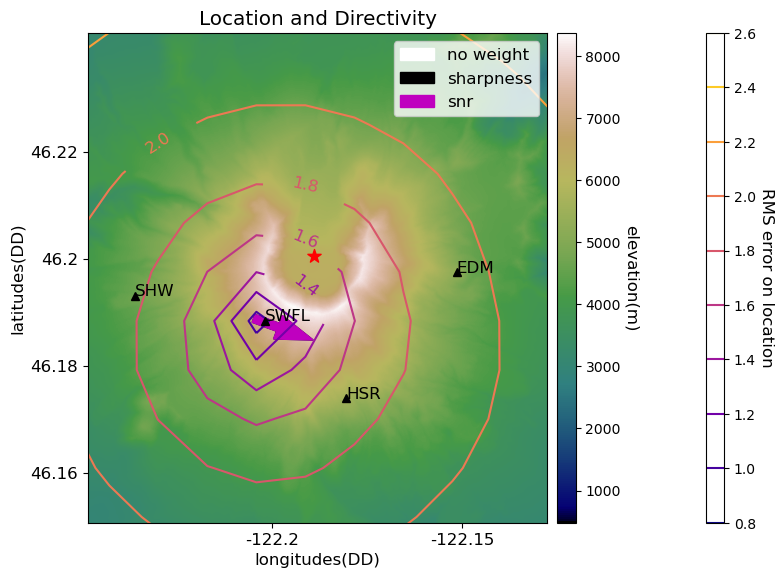 Location and Directivity
no weight
sharpness
snr
2.0
1.8
1.6
1.4
SHW
SWFL
EDM
HSR
46.22
46.2
46.18
46.16
latitudes(DD)
-122.2
-122.15
longitudes(DD)
8000
7000
6000
5000
4000
3000
2000
1000
elevation(m)
2.6
2.4
2.2
2.0
1.8
1.6
1.4
1.2
1.0
0.8
RMS error on location